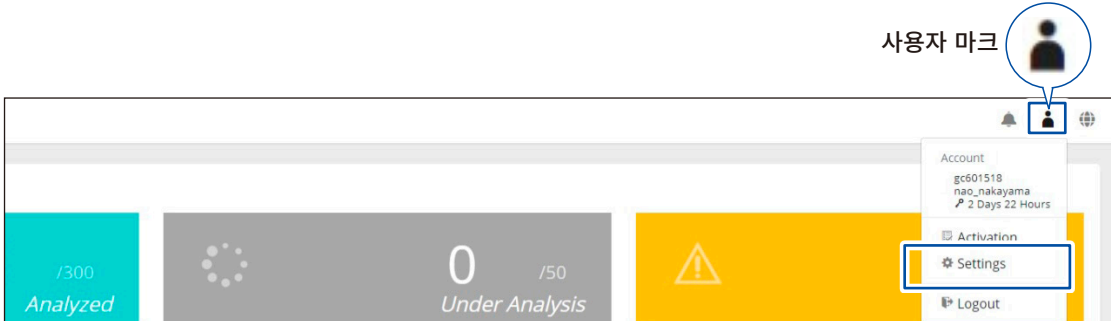 사용자 마크
Account
gc601518
nao_nakayama
2 Days 22 Hours
Activation
Settings
Logout
/300
Analyzed
0 /50
Under Analysis